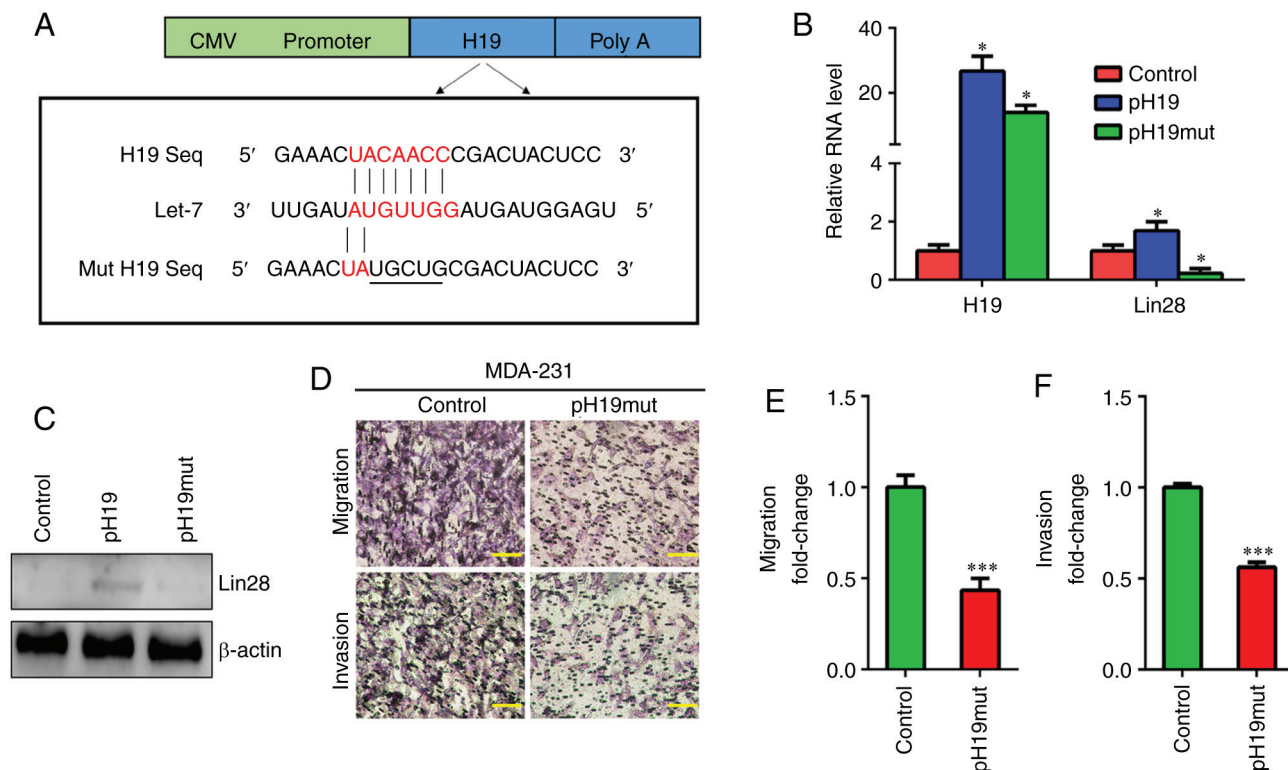 A
CMV Promoter H19 Poly A
H19 Seq 5′ GAAACUACAACCCGACUACUCC 3′
Let-7 3′ UUGAUAUGUUGGAUGAUGGAGU 5′
Mut H19 Seq 5′ GAAACUAUGCUGCGACUACUCC 3′
B
Relative RNA level
40
20
4
2
0
* * * *
Control
pH19
pH19mut
H19 Lin28
C
Control pH19 pH19mut
Lin28
β-actin
D
MDA-231
Control pH19mut
Migration
Invasion
E
Migration
fold-change
1.5
1.0
0.5
0.0
***
Control pH19mut
F
Invasion
fold-change
1.5
1.0
0.5
0.0
***
Control pH19mut